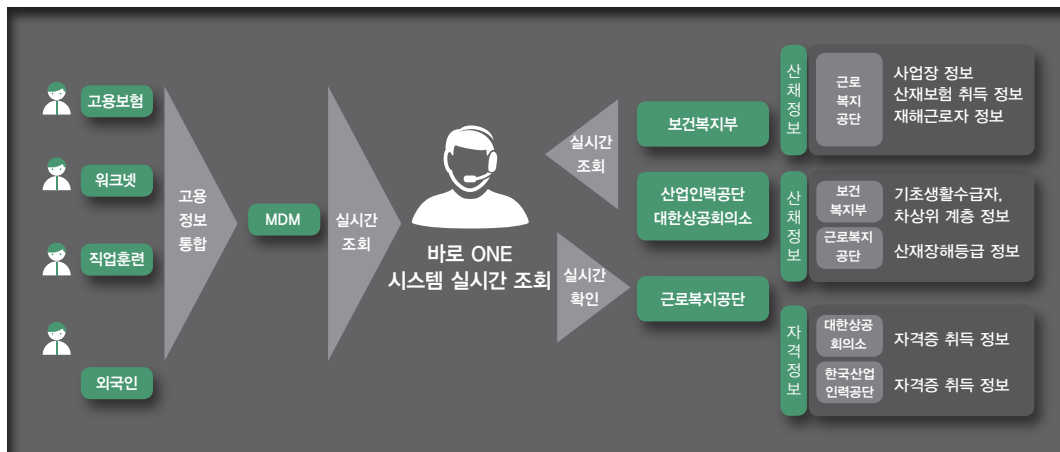 고용보험
워크넷
직업훈련
외국인
고용
정보
통합
MDM
실시간
조회
바로 ONE
시스템 실시간 조회
실시간
조회
실시간
확인
보건복지부
산업인력공단
대한상공회의소
근로복지공단
산채정보
근로
복지
공단
사업장 정보
산재보험 취득 정보
재해근로자 정보
산채정보
보건
복지부
기초생활수급자,
차상위 계층 정보
근로복지
공단
산재장해등급 정보
자격정보
대한상공
회의소
자격증 취득 정보
한국산업
인력공단
자격증 취득 정보